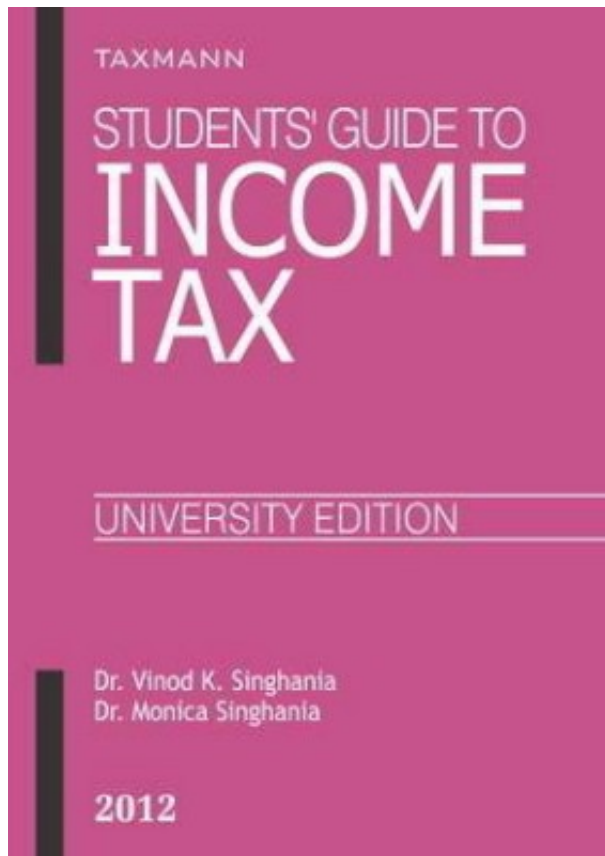 TAXMANN
STUDENTS' GUIDE TO
INCOME
TAX
UNIVERSITY EDITION
Dr. Vinod K. Singhania
Dr. Monica Singhania
2012